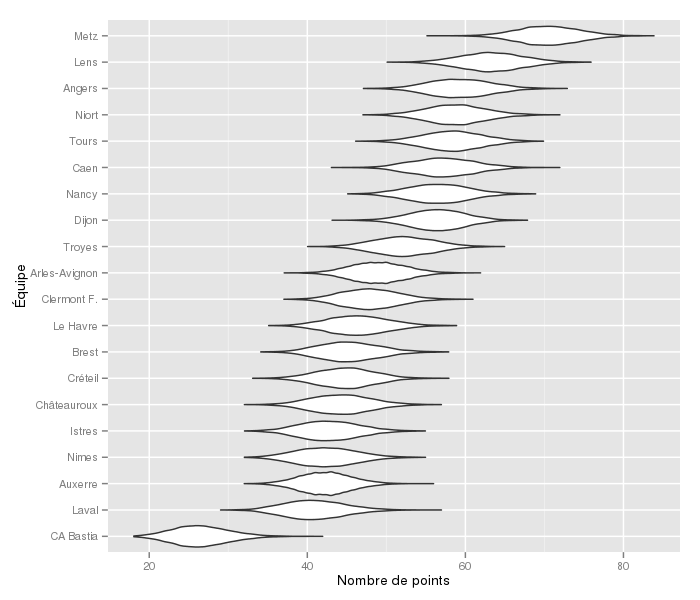 Metz
Lens
Angers
Niort
Tours
Caen
Nancy
Dijon
Troyes
Arles-Avignon
Clermont F.
Le Havre
Brest
Créteil
Châteauroux
Istres
Nimes
Auxerre
Laval
CA Bastia
Équipe
20 40 60 80
Nombre de points